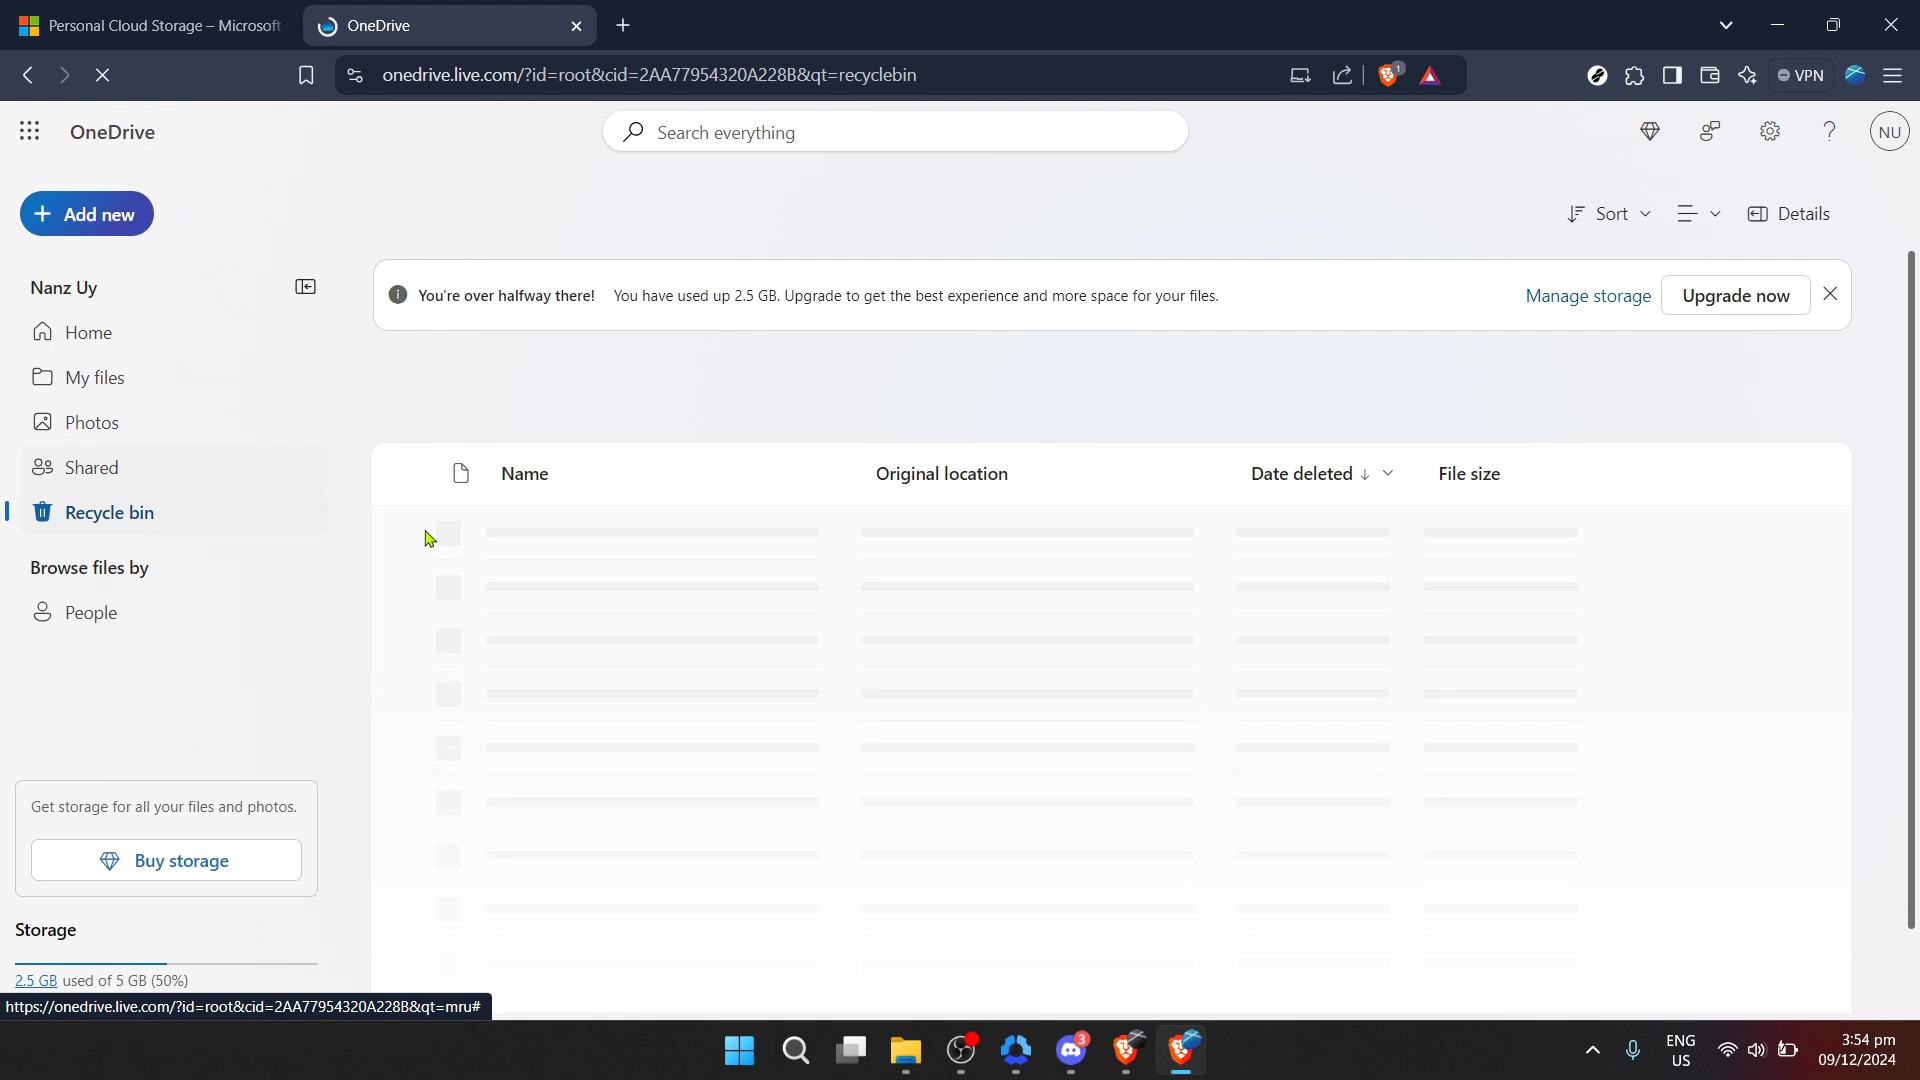 Personal Cloud Storage – Microsoft
OneDrive
onedrive.live.com/?id=root&cid=2AA77954320A228B&qt=recyclebin
1
VPN
OneDrive
Search everything
NU
Add new
Sort
Details
Nanz Uy
You're over halfway there! You have used up 2.5 GB. Upgrade to get the best experience and more space for your files.
Manage storage
Upgrade now
Home
My files
Photos
Shared
Recycle bin
Browse files by
People
Name
Original location
Date deleted
File size
Get storage for all your files and photos.
Buy storage
Storage
2.5 GB used of 5 GB (50%)
https://onedrive.live.com/?id=root&cid=2AA77954320A228B&qt=mru#
3
ENG
US
3:54 pm
09/12/2024